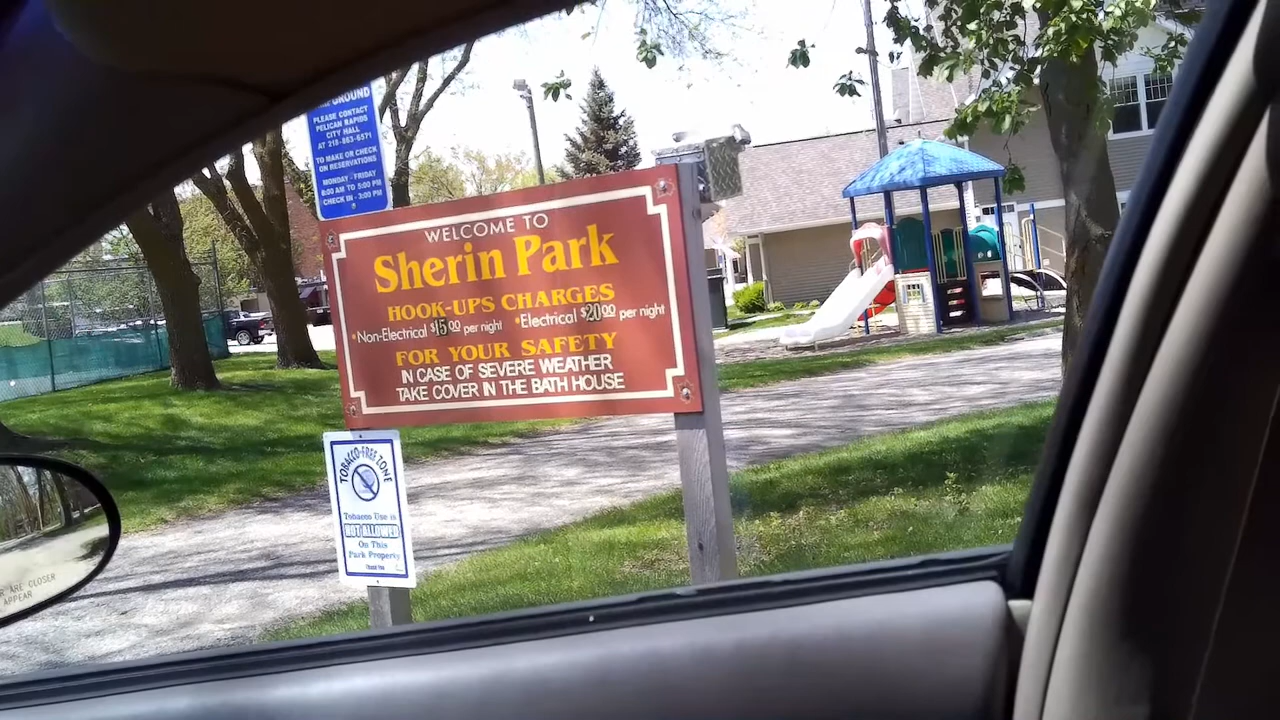 PLEASE CONTACT
PELICAN RAPIDS
CITY HALL
AT 218-863-6571
TO MAKE OR CHECK
ON RESERVATIONS
MONDAY - FRIDAY
8:00 AM TO 5:00 PM
CHECK IN - 3:00 PM
WELCOME TO
Sherin Park
HOOK-UPS CHARGES
•Non-Electrical $15.00 per night •Electrical $20.00 per night
FOR YOUR SAFETY
IN CASE OF SEVERE WEATHER
TAKE COVER IN THE BATH HOUSE
TOBACCO-FREE ZONE
Tobacco Use is
NOT ALLOWED
On This
Park Property
Thank You
ARE CLOSER
APPEAR